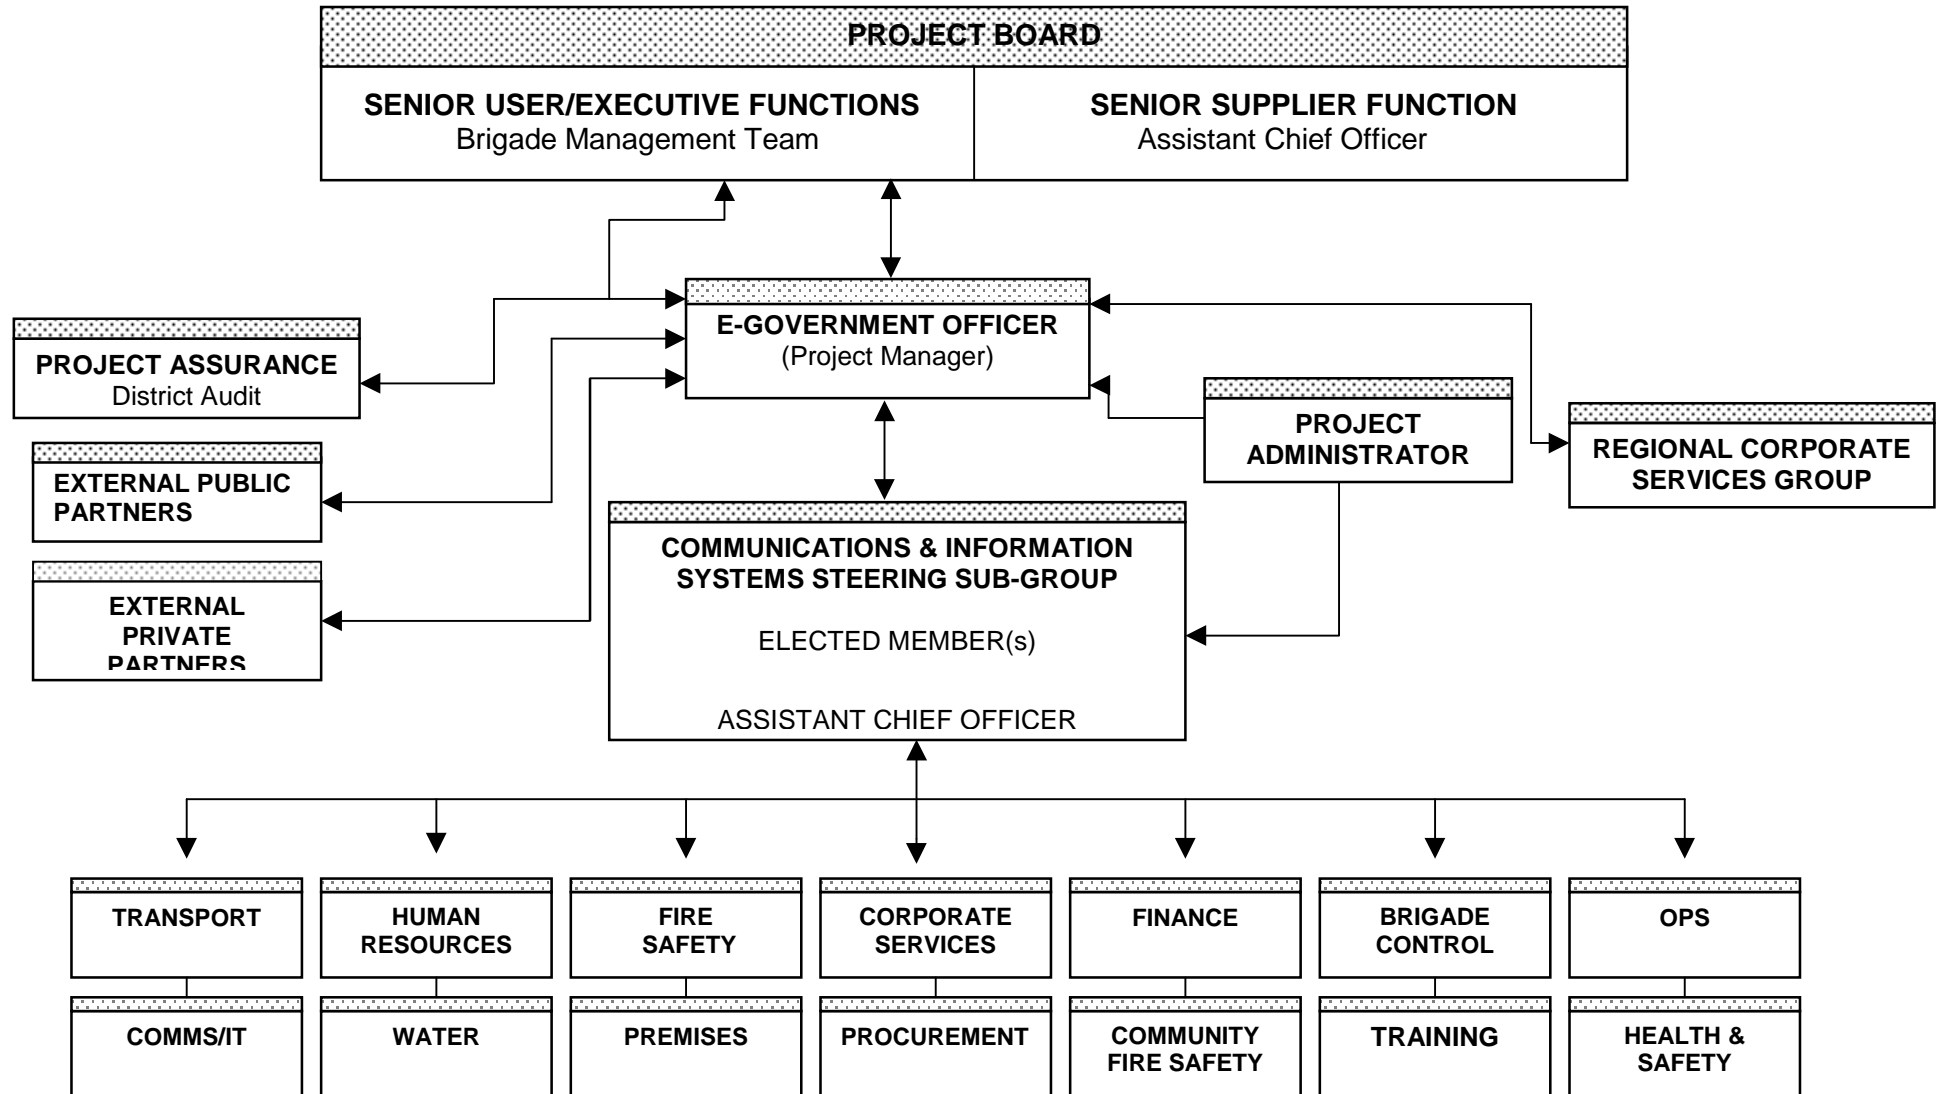 PROJECT BOARD
SENIOR USER/EXECUTIVE FUNCTIONS
Brigade Management Team
SENIOR SUPPLIER FUNCTION
Assistant Chief Officer
E-GOVERNMENT OFFICER
(Project Manager)
PROJECT ASSURANCE
District Audit
PROJECT
ADMINISTRATOR
REGIONAL CORPORATE
SERVICES GROUP
EXTERNAL PUBLIC
PARTNERS
COMMUNICATIONS & INFORMATION
SYSTEMS STEERING SUB-GROUP
ELECTED MEMBER(s)
ASSISTANT CHIEF OFFICER
EXTERNAL
PRIVATE
PARTNERS
TRANSPORT
HUMAN
RESOURCES
FIRE
SAFETY
CORPORATE
SERVICES
FINANCE
BRIGADE
CONTROL
OPS
COMMS/IT
WATER
PREMISES
PROCUREMENT
COMMUNITY
FIRE SAFETY
TRAINING
HEALTH &
SAFETY